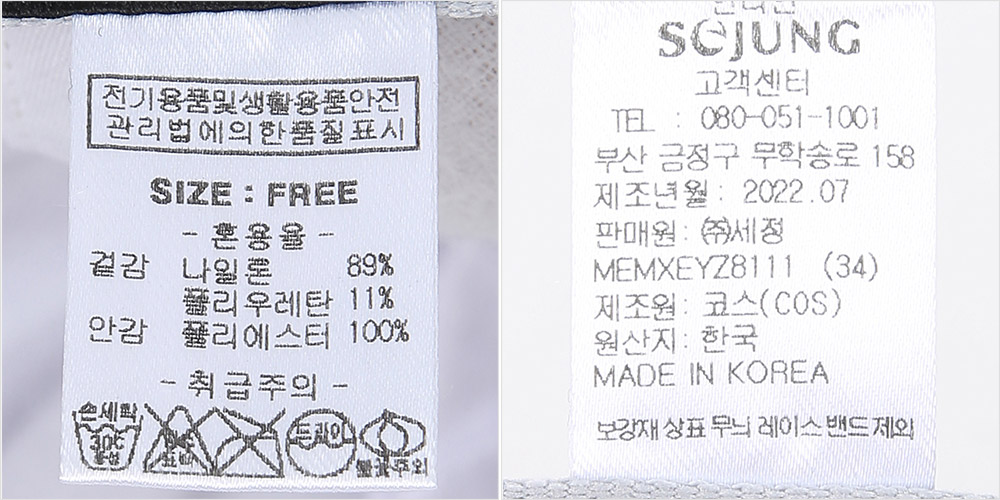 전기용품및생활용품안전
관리법에의한품질표시
SIZE : FREE
- 혼용율 -
겉감 나일론 89%
폴리우레탄 11%
안감 폴리에스터 100%
- 취급주의 -
손세탁
30℃
중성
드라이
불꽃주의
SEJUNG
고객센터
TEL : 080-051-1001
부산 금정구 무학송로 158
제조년월 : 2022.07
판매원 : ㈜세정
MEMXEYZ8111 (34)
제조원 : 코스(COS)
원산지 : 한국
MADE IN KOREA
보강재 상표 무늬 레이스 밴드 제외